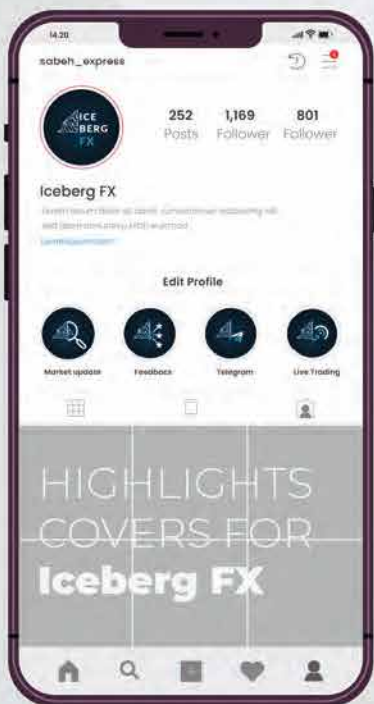 14.20
sabeh_express
ICE
BERG
FX
252 1,169 801
Posts Follower Follower
Iceberg FX
Edit Profile
Market update Feedback Telegram Live Trading
HIGHLIGHTS
COVERS FOR
Iceberg FX